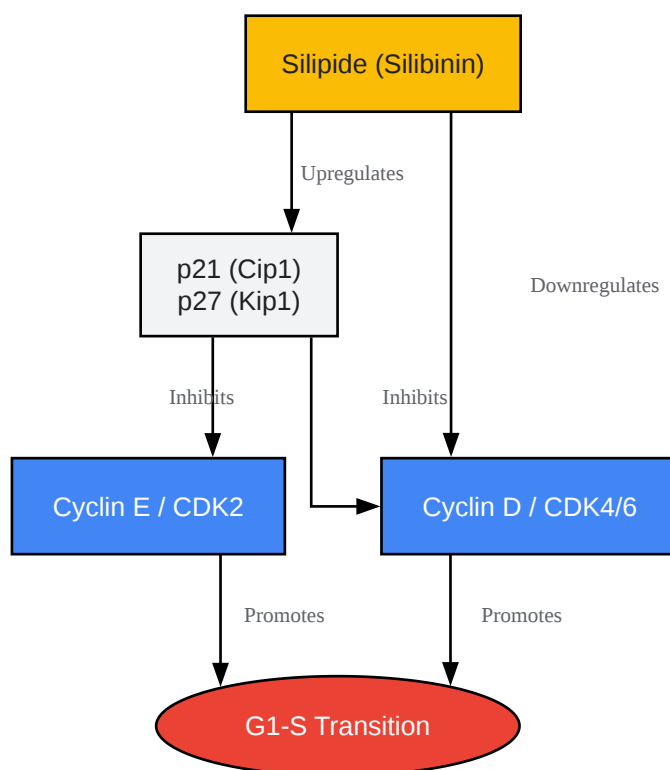 Silipide (Silibinin)
Upregulates
p21 (Cip1)
p27 (Kip1)
Downregulates
Inhibits
Inhibits
Cyclin E / CDK2
Cyclin D / CDK4/6
Promotes
Promotes
G1-S Transition